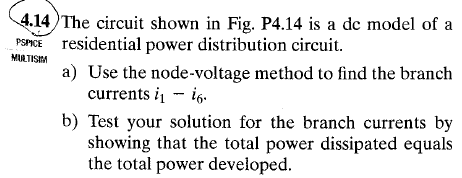 4.14 The circuit shown in Fig. P4.14 is a dc model of a
PSPICE residential power distribution circuit.
MULTISIM
a) Use the node-voltage method to find the branch
currents i₁ − i₆.
b) Test your solution for the branch currents by
showing that the total power dissipated equals
the total power developed.